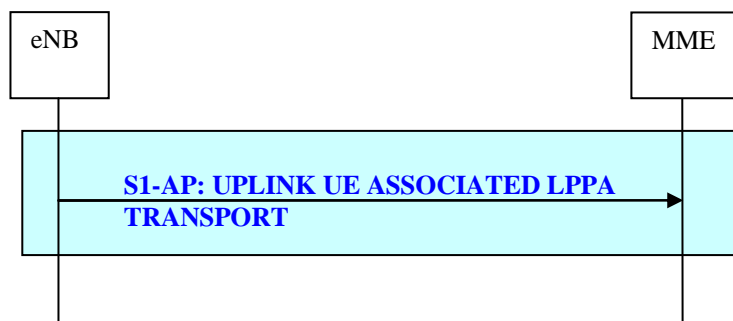 eNB
MME
S1-AP: UPLINK UE ASSOCIATED LPPA
TRANSPORT